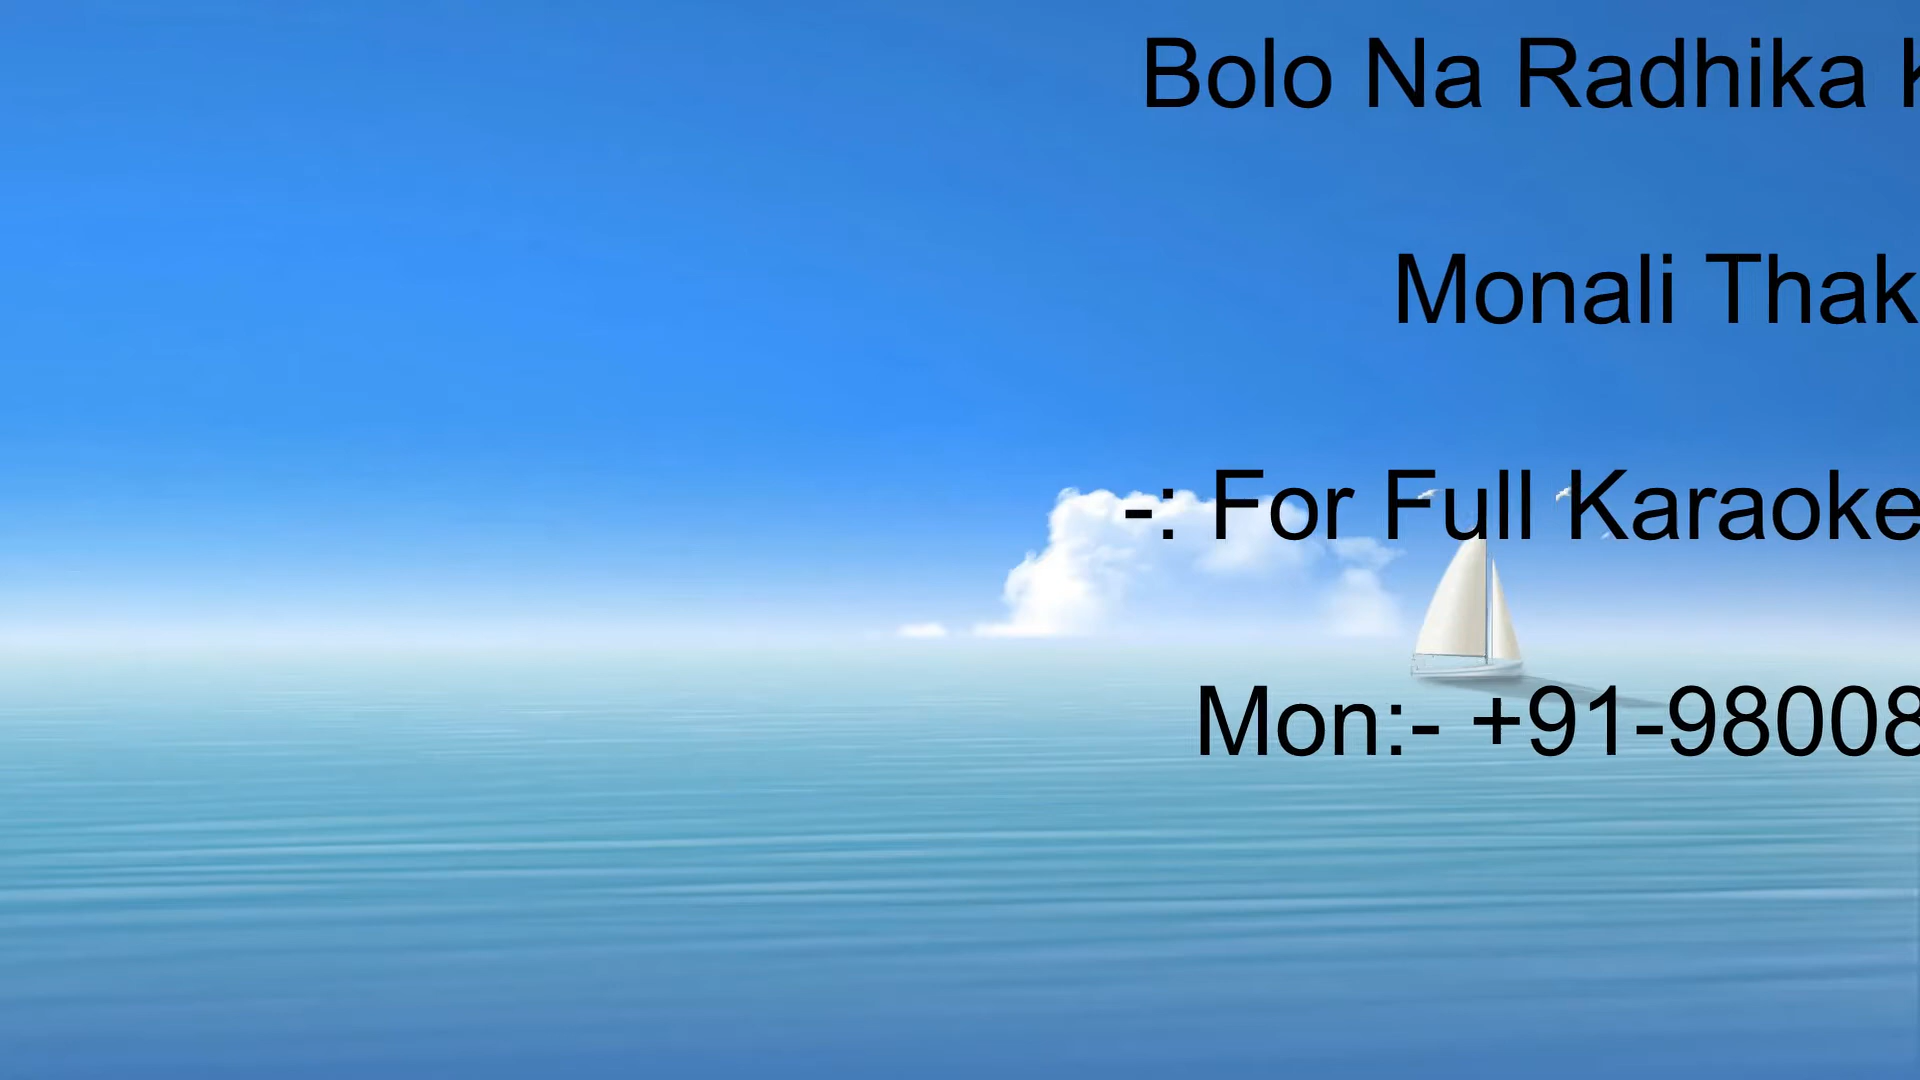 Bolo Na Radhika
Monali Thak
-: For Full Karaoke
Mon:- +91-98008